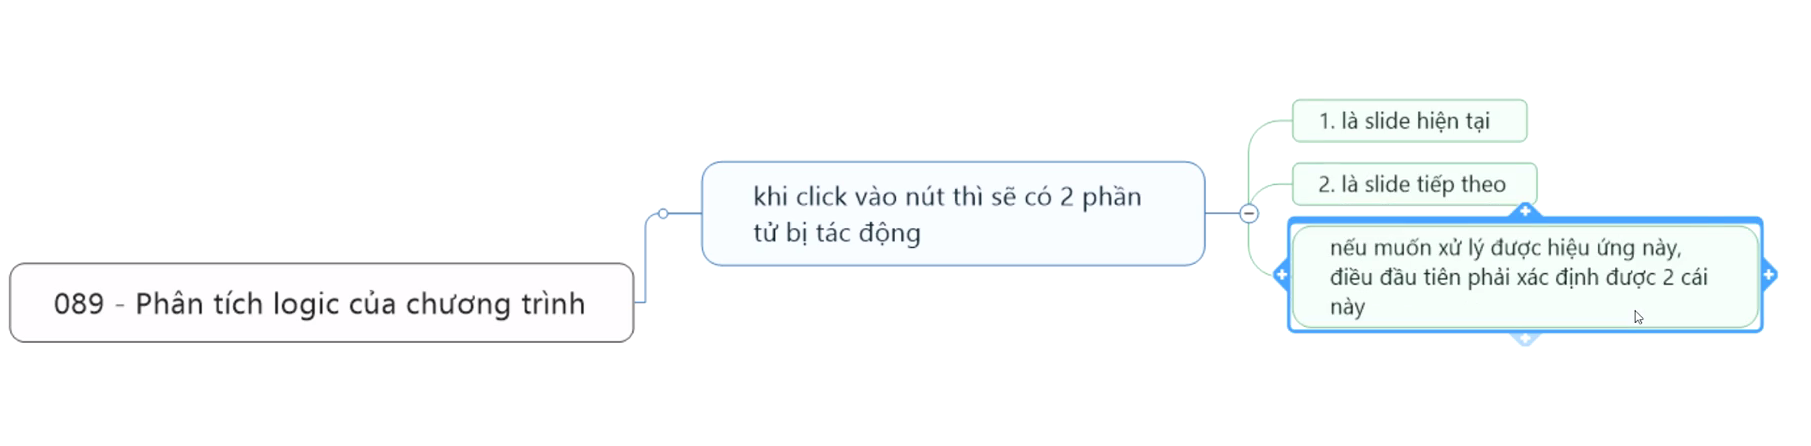 089 - Phân tích logic của chương trình
khi click vào nút thì sẽ có 2 phần
tử bị tác động
1. là slide hiện tại
2. là slide tiếp theo
nếu muốn xử lý được hiệu ứng này,
điều đầu tiên phải xác định được 2 cái
này